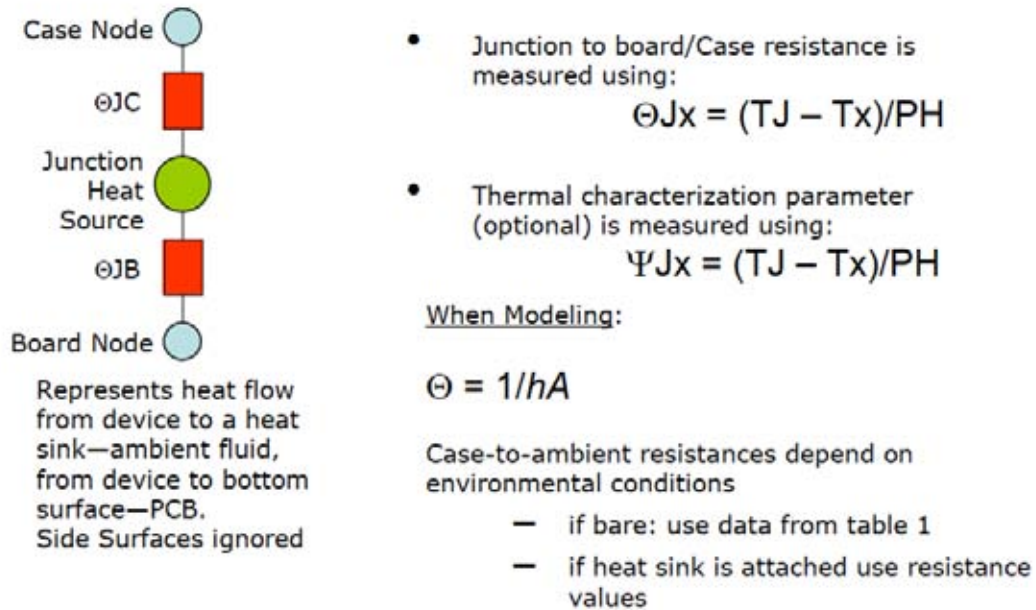 Case Node
ΘJC
Junction
Heat
Source
ΘJB
Board Node
Represents heat flow
from device to a heat
sink—ambient fluid,
from device to bottom
surface—PCB.
Side Surfaces ignored
• Junction to board/Case resistance is
measured using:
ΘJx = (TJ – Tx)/PH
• Thermal characterization parameter
(optional) is measured using:
ΨJx = (TJ – Tx)/PH
When Modeling:
Θ = 1/hA
Case-to-ambient resistances depend on
environmental conditions
– if bare: use data from table 1
– if heat sink is attached use resistance
values